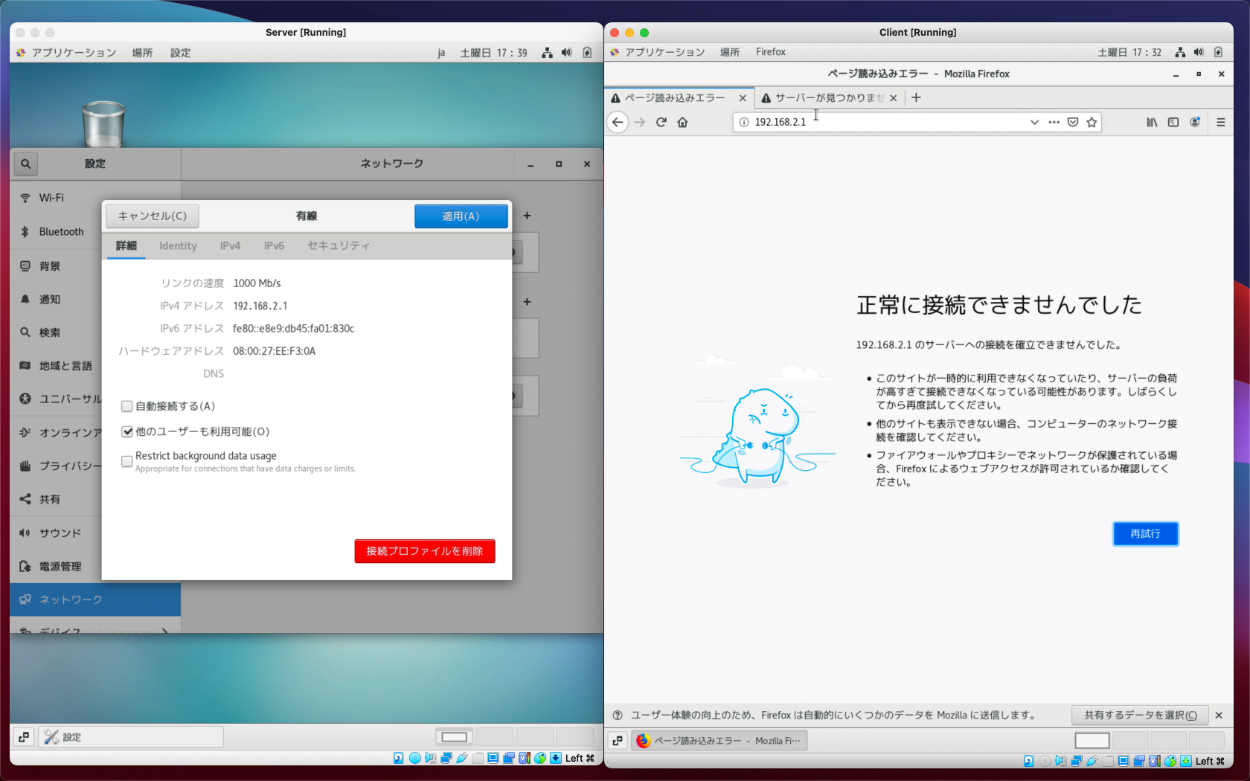 Server [Running]
アプリケーション 場所 設定 ja 土曜日 17:39
設定 ネットワーク
Wi-Fi
Bluetooth
背景
通知
検索
地域と言語
ユニバーサル
オンラインア
プライバシー
共有
サウンド
電源管理
ネットワーク
デバイス
キャンセル(C) 有線 適用(A)
詳細 Identity IPv4 IPv6 セキュリティ
リンクの速度 1000 Mb/s
IPv4 アドレス 192.168.2.1
IPv6 アドレス fe80::e8e9:db45:fa01:830c
ハードウェアアドレス 08:00:27:EE:F3:0A
DNS
自動接続する(A)
他のユーザーも利用可能(O)
Restrict background data usage
Appropriate for connections that have data charges or limits.
接続プロファイルを削除
設定
Left ⌘
Client [Running]
アプリケーション 場所 Firefox 土曜日 17:32
ページ読み込みエラー - Mozilla Firefox
ページ読み込みエラー サーバーが見つかりませ
192.168.2.1
正常に接続できませんでした
192.168.2.1 のサーバーへの接続を確立できませんでした。
• このサイトが一時的に利用できなくなっていたり、サーバーの負荷
が高すぎて接続できなくなっている可能性があります。しばらくし
てから再度試してください。
• 他のサイトも表示できない場合、コンピューターのネットワーク接
続を確認してください。
• ファイアウォールやプロキシーでネットワークが保護されている場
合、Firefox によるウェブアクセスが許可されているか確認してく
ださい。
再試行
ユーザー体験の向上のため、Firefox は自動的にいくつかのデータを Mozilla に送信します。 共有するデータを選択(C)
ページ読み込みエラー - Mozilla Fi…
Left ⌘